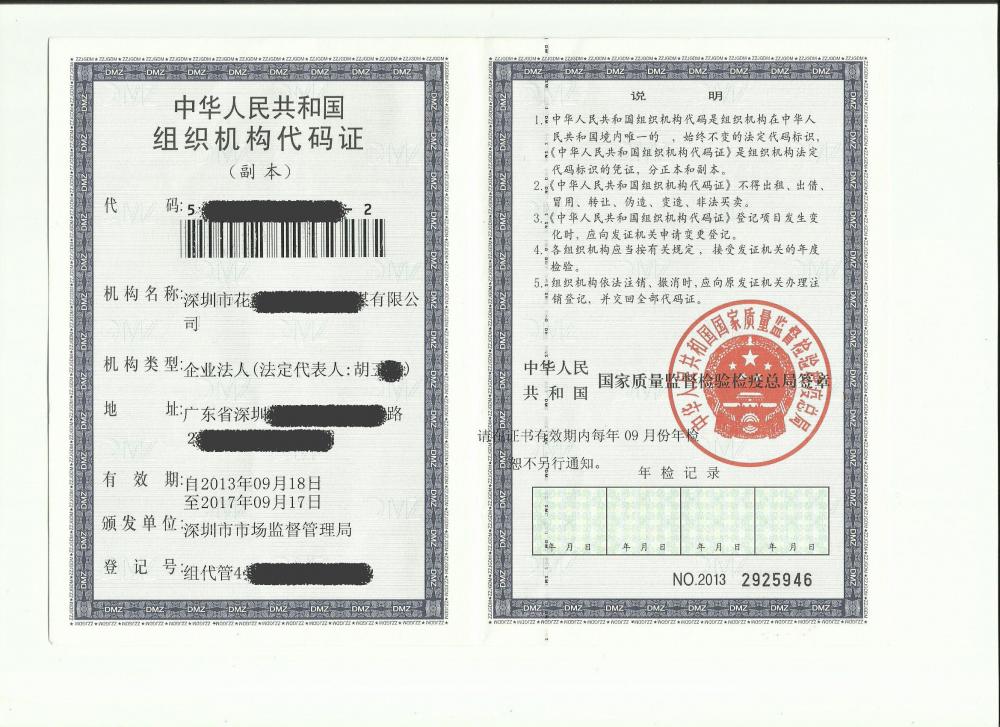 中华人民共和国
组织机构代码证
(副本)
代 码: 5 - 2
机构名称: 深圳市花 有限公
司
机构类型: 企业法人(法定代表人:胡 )
地 址: 广东省深圳 路
2
有 效 期: 自2013年09月18日
至2017年09月17日
颁发单位: 深圳市市场监督管理局
登 记 号: 组代管4
说 明
1. 中华人民共和国组织机构代码是组织机构在中华人
民共和国境内唯一的 、始终不变的法定代码标识,
《中华人民共和国组织机构代码证》是组织机构法定
代码标识的凭证,分正本和副本。
2.《中华人民共和国组织机构代码证》不得出租、出借、
冒用、转让、伪造、变造、非法买卖。
3.《中华人民共和国组织机构代码证》登记项目发生变
化时,应向发证机关申请变更登记。
4. 各组织机构应当按有关规定,接受发证机关的年度
检验。
5. 组织机构依法注销、撤消时,应向原发证机关办理注
销登记,并交回全部代码证。
中华人民
共和国 国家质量监督检验检疫总局签章
中华人民共和国国家质量监督检验检疫总局
请在证书有效期内每年09月份年检
恕不另行通知。
年检记录
年 月 日 年 月 日 年 月 日 年 月 日
NO.2013 2925946